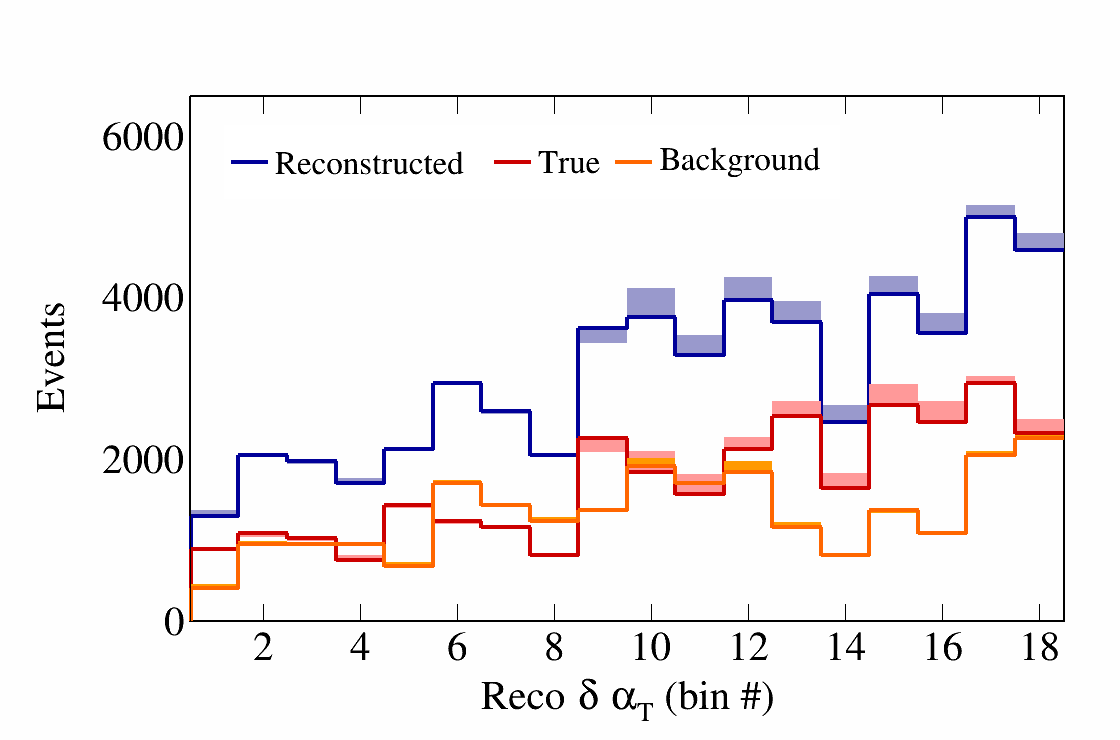 6000
Reconstructed True Background
4000
Events
2000
0
2 4 6 8 10 12 14 16 18
Reco δ α_T (bin #)